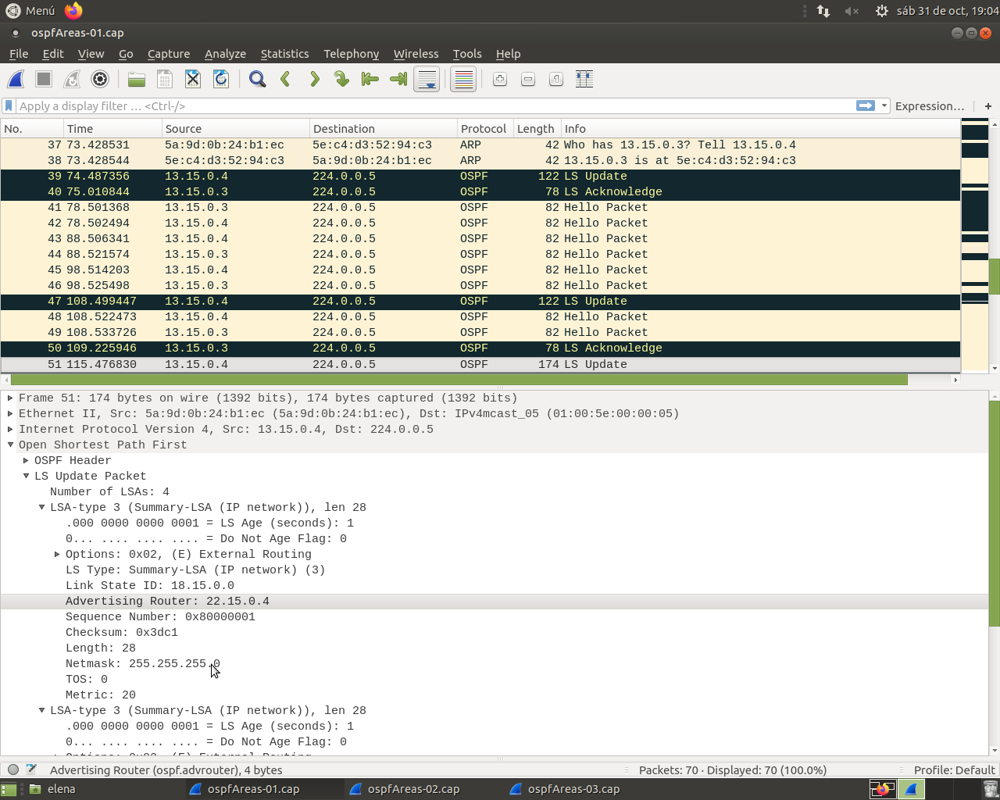 Menú
sáb 31 de oct, 19:04
ospfAreas-01.cap
File Edit View Go Capture Analyze Statistics Telephony Wireless Tools Help
Apply a display filter … <Ctrl-/>
Expression… +
No. Time Source Destination Protocol Length Info
37 73.428531 5a:9d:0b:24:b1:ec 5e:c4:d3:52:94:c3 ARP 42 Who has 13.15.0.3? Tell 13.15.0.4
38 73.428544 5e:c4:d3:52:94:c3 5a:9d:0b:24:b1:ec ARP 42 13.15.0.3 is at 5e:c4:d3:52:94:c3
39 74.487356 13.15.0.4 224.0.0.5 OSPF 122 LS Update
40 75.010844 13.15.0.3 224.0.0.5 OSPF 78 LS Acknowledge
41 78.501368 13.15.0.3 224.0.0.5 OSPF 82 Hello Packet
42 78.502494 13.15.0.4 224.0.0.5 OSPF 82 Hello Packet
43 88.506341 13.15.0.4 224.0.0.5 OSPF 82 Hello Packet
44 88.521574 13.15.0.3 224.0.0.5 OSPF 82 Hello Packet
45 98.514203 13.15.0.4 224.0.0.5 OSPF 82 Hello Packet
46 98.525498 13.15.0.3 224.0.0.5 OSPF 82 Hello Packet
47 108.499447 13.15.0.4 224.0.0.5 OSPF 122 LS Update
48 108.522473 13.15.0.4 224.0.0.5 OSPF 82 Hello Packet
49 108.533726 13.15.0.3 224.0.0.5 OSPF 82 Hello Packet
50 109.225946 13.15.0.3 224.0.0.5 OSPF 78 LS Acknowledge
51 115.476830 13.15.0.4 224.0.0.5 OSPF 174 LS Update
Frame 51: 174 bytes on wire (1392 bits), 174 bytes captured (1392 bits)
Ethernet II, Src: 5a:9d:0b:24:b1:ec (5a:9d:0b:24:b1:ec), Dst: IPv4mcast_05 (01:00:5e:00:00:05)
Internet Protocol Version 4, Src: 13.15.0.4, Dst: 224.0.0.5
Open Shortest Path First
OSPF Header
LS Update Packet
Number of LSAs: 4
LSA-type 3 (Summary-LSA (IP network)), len 28
.000 0000 0000 0001 = LS Age (seconds): 1
0... .... .... .... = Do Not Age Flag: 0
Options: 0x02, (E) External Routing
LS Type: Summary-LSA (IP network) (3)
Link State ID: 18.15.0.0
Advertising Router: 22.15.0.4
Sequence Number: 0x80000001
Checksum: 0x3dc1
Length: 28
Netmask: 255.255.255.0
TOS: 0
Metric: 20
LSA-type 3 (Summary-LSA (IP network)), len 28
.000 0000 0000 0001 = LS Age (seconds): 1
0... .... .... .... = Do Not Age Flag: 0
Options: 0x02, (E) External Routing
Advertising Router (ospf.advrouter), 4 bytes
Packets: 70 · Displayed: 70 (100.0%)
Profile: Default
elena
ospfAreas-01.cap
ospfAreas-02.cap
ospfAreas-03.cap